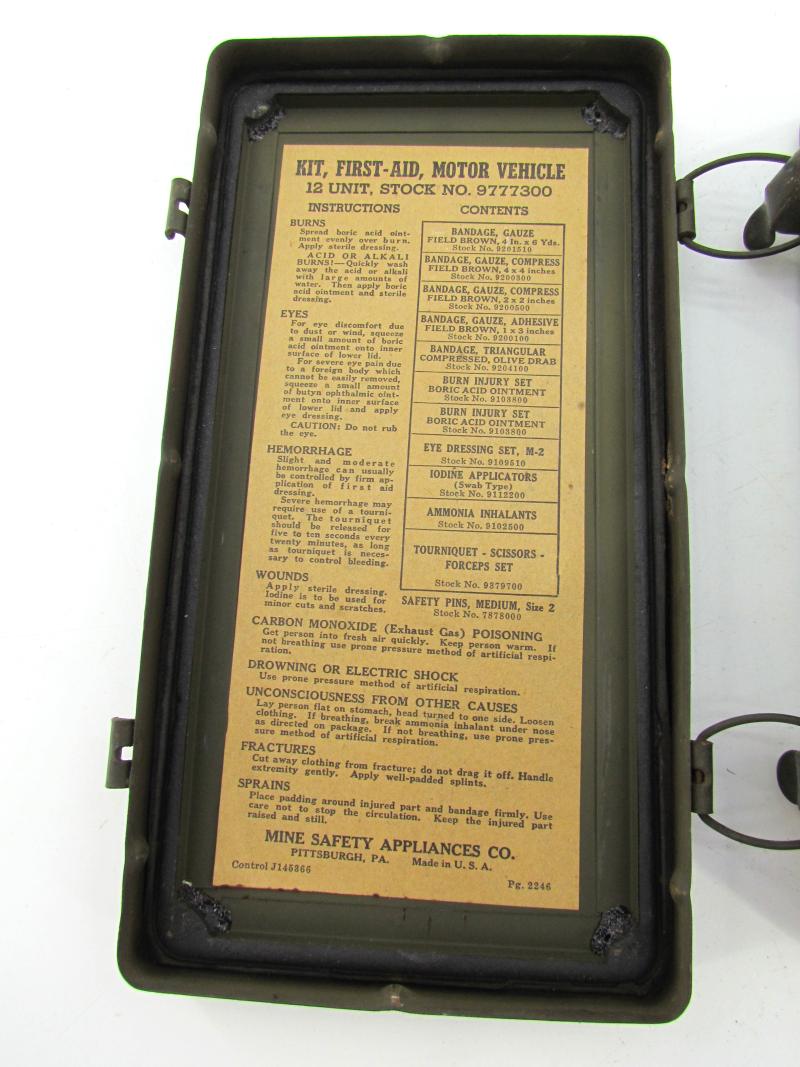 KIT, FIRST-AID, MOTOR VEHICLE
12 UNIT, STOCK NO. 9777300
INSTRUCTIONS
BURNS
Spread boric acid oint-
ment evenly over burn.
Apply sterile dressing.
ACID OR ALKALI
BURNS!—Quickly wash
away the acid or alkali
with large amounts of
water. Then apply boric
acid ointment and sterile
dressing.
EYES
For eye discomfort due
to dust or wind, squeeze
a small amount of boric
acid ointment onto inner
surface of lower lid.
For severe eye pain due
to a foreign body which
cannot be easily removed,
squeeze a small amount
of butyn ophthalmic oint-
ment onto inner surface
of lower lid and apply
eye dressing.
CAUTION: Do not rub
the eye.
HEMORRHAGE
Slight and moderate
hemorrhage can usually
be controlled by firm ap-
plication of first aid
dressing.
Severe hemorrhage may
require use of a tourni-
quet. The tourniquet
should be released for
five to ten seconds every
twenty minutes, as long
as tourniquet is neces-
sary to control bleeding.
WOUNDS
Apply sterile dressing.
Iodine is to be used for
minor cuts and scratches.
CONTENTS
BANDAGE, GAUZE
FIELD BROWN, 4 In. x 6 Yds.
Stock No. 9201510
BANDAGE, GAUZE, COMPRESS
FIELD BROWN, 4 x 4 inches
Stock No. 9200300
BANDAGE, GAUZE, COMPRESS
FIELD BROWN, 2 x 2 inches
Stock No. 9200500
BANDAGE, GAUZE, ADHESIVE
FIELD BROWN, 1 x 3 inches
Stock No. 9200100
BANDAGE, TRIANGULAR
COMPRESSED, OLIVE DRAB
Stock No. 9204100
BURN INJURY SET
BORIC ACID OINTMENT
Stock No. 9103800
BURN INJURY SET
BORIC ACID OINTMENT
Stock No. 9103800
EYE DRESSING SET, M-2
Stock No. 9109510
IODINE APPLICATORS
(Swab Type)
Stock No. 9112200
AMMONIA INHALANTS
Stock No. 9102500
TOURNIQUET - SCISSORS -
FORCEPS SET
Stock No. 9379700
SAFETY PINS, MEDIUM, Size 2
Stock No. 7878000
CARBON MONOXIDE (Exhaust Gas) POISONING
Get person into fresh air quickly. Keep person warm. If
not breathing use prone pressure method of artificial respi-
ration.
DROWNING OR ELECTRIC SHOCK
Use prone pressure method of artificial respiration.
UNCONSCIOUSNESS FROM OTHER CAUSES
Lay person flat on stomach, head turned to one side. Loosen
clothing. If breathing, break ammonia inhalant under nose
as directed on package. If not breathing, use prone pres-
sure method of artificial respiration.
FRACTURES
Cut away clothing from fracture; do not drag it off. Handle
extremity gently. Apply well-padded splints.
SPRAINS
Place padding around injured part and bandage firmly. Use
care not to stop the circulation. Keep the injured part
raised and still.
MINE SAFETY APPLIANCES CO.
PITTSBURGH, PA. Made in U. S. A.
Control J145366
Pg. 2246